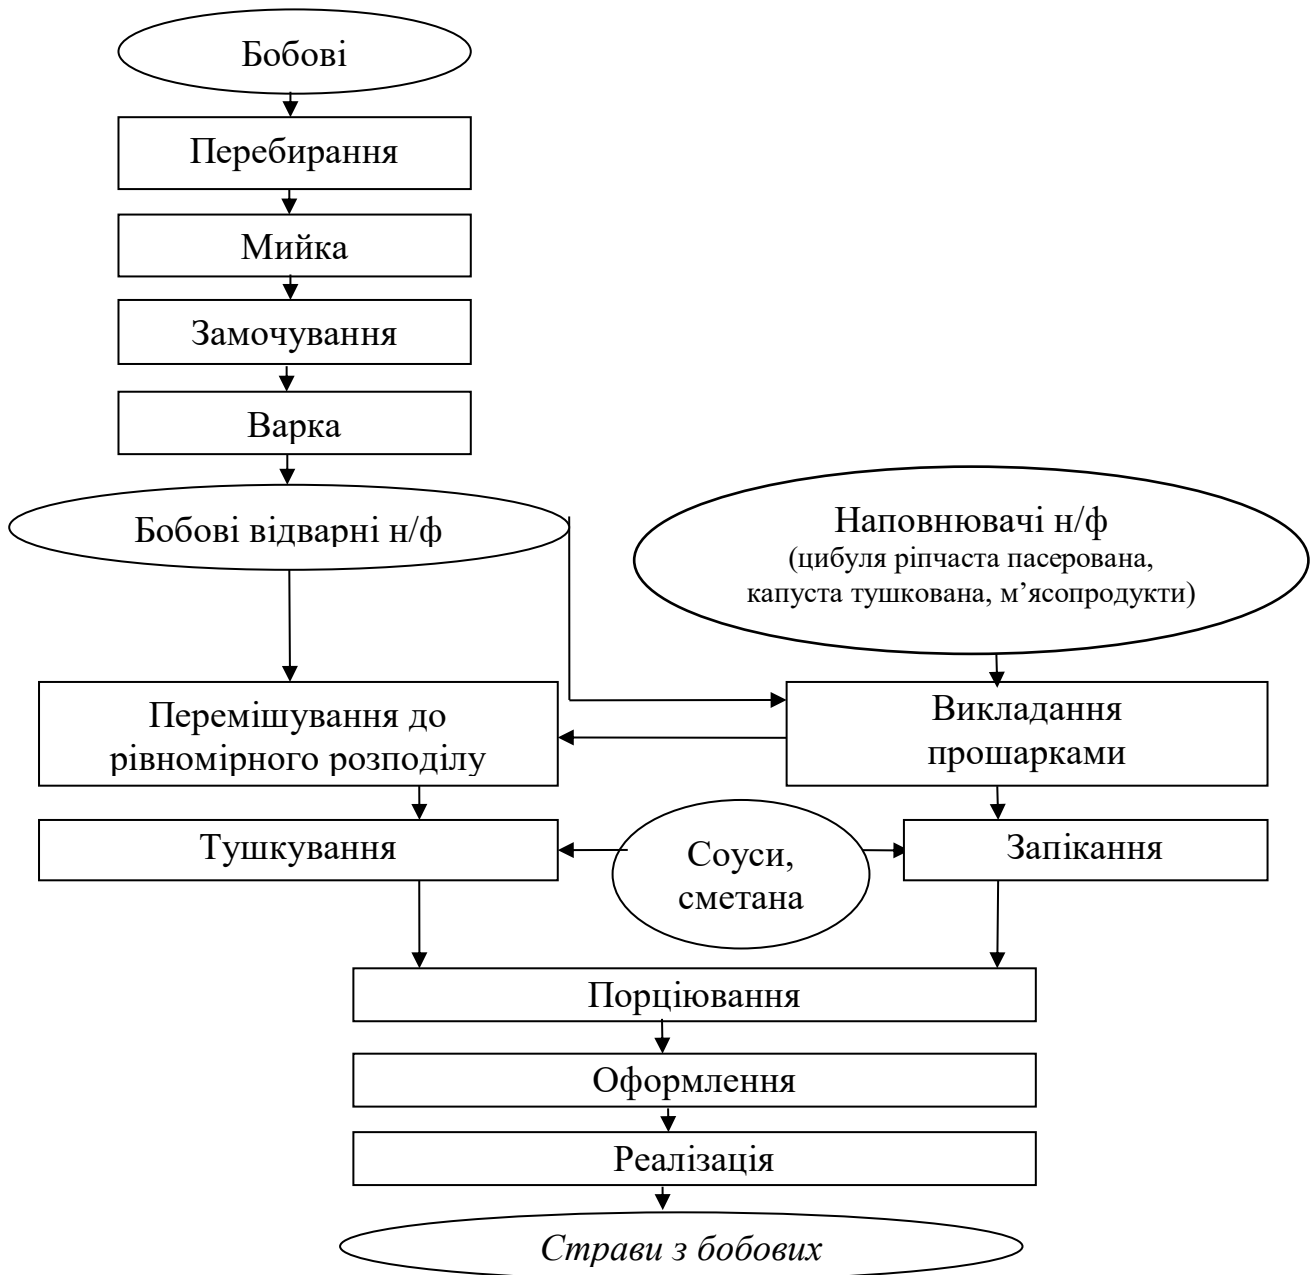 Бобові
Перебирання
Мийка
Замочування
Варка
Бобові відварні н/ф
Наповнювачі н/ф
(цибуля ріпчаста пасерована,
капуста тушкована, м’ясопродукти)
Перемішування до
рівномірного розподілу
Викладання
прошарками
Тушкування
Соуси,
сметана
Запікання
Порціювання
Оформлення
Реалізація
Страви з бобових